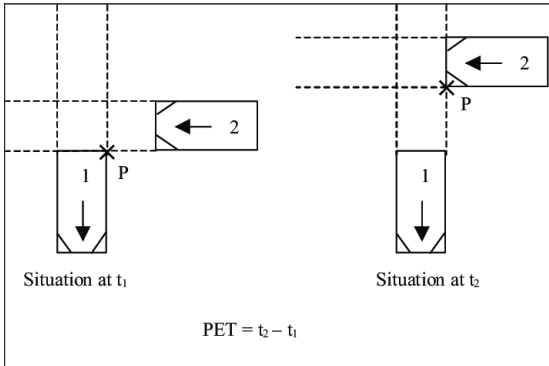 2
P
1
Situation at t1
2
P
1
Situation at t2
PET = t2 – t1